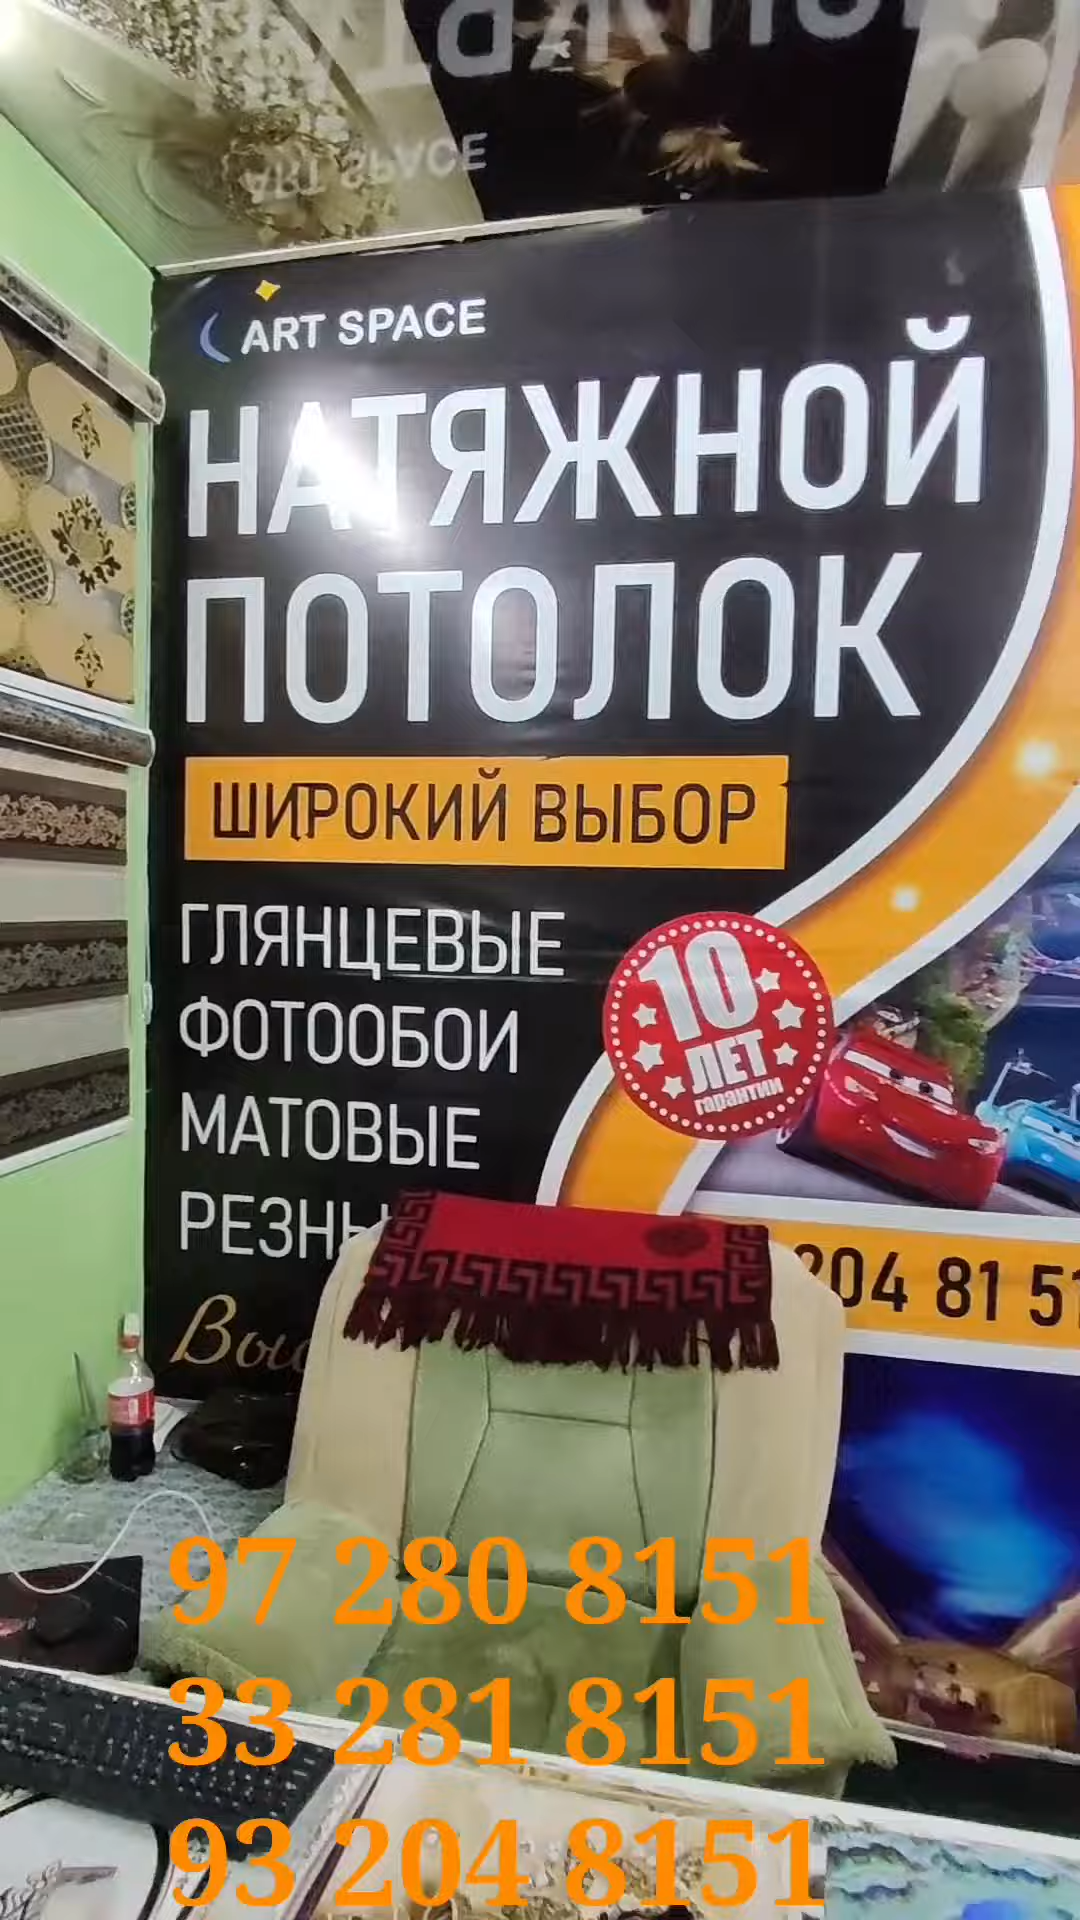 ART SPACE
НАТЯЖНОЙ
ПОТОЛОК
ШИРОКИЙ ВЫБОР
ГЛЯНЦЕВЫЕ
ФОТООБОИ
МАТОВЫЕ
10
ЛЕТ
гарантии
204 81 51
97 280 8151
33 281 8151
93 204 8151